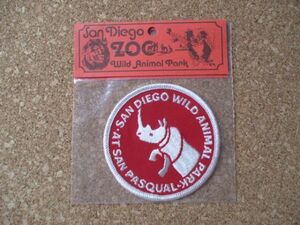 San Diego
ZOO
Wild Animal Park
· SAN DIEGO WILD ANIMAL PARK ·
AT SAN PASQUAL